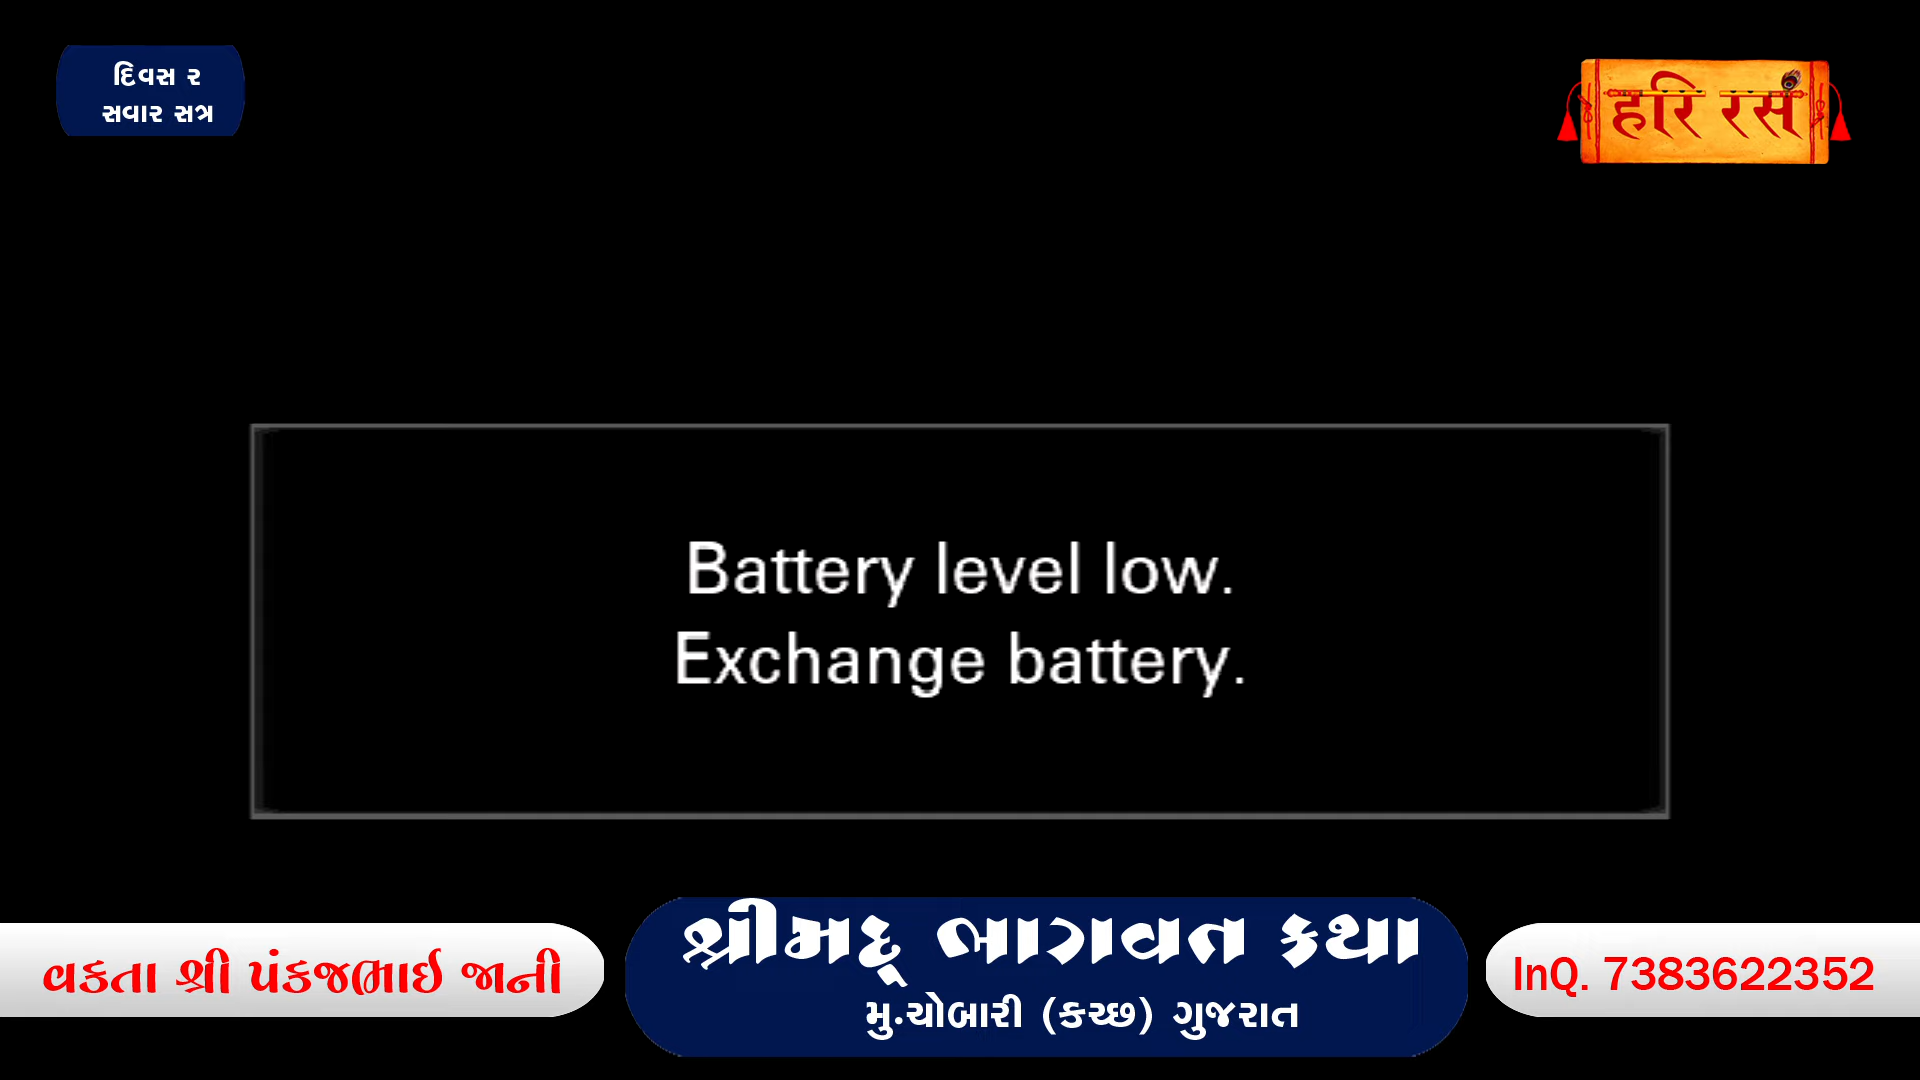 દિવસ ૨
સવાર સત્ર
हरि रस
Battery level low.
Exchange battery.
વકતા શ્રી પંકજભાઇ જાની
શ્રીમદ્ ભાગવત કથા
મુ.ચોબારી (કચ્છ) ગુજરાત
InQ. 7383622352